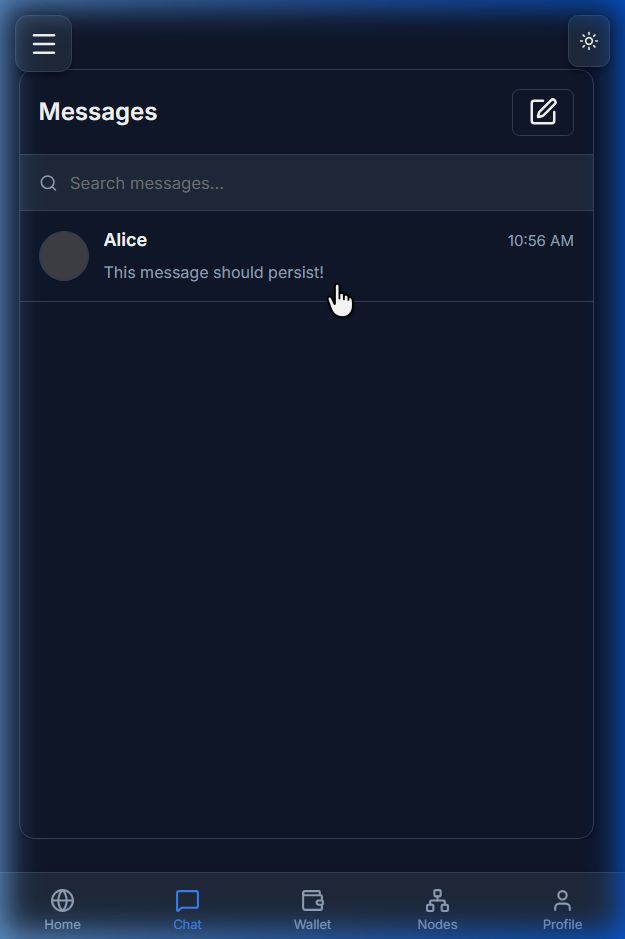 Messages
Search messages...
Alice
10:56 AM
This message should persist!
Home
Chat
Wallet
Nodes
Profile